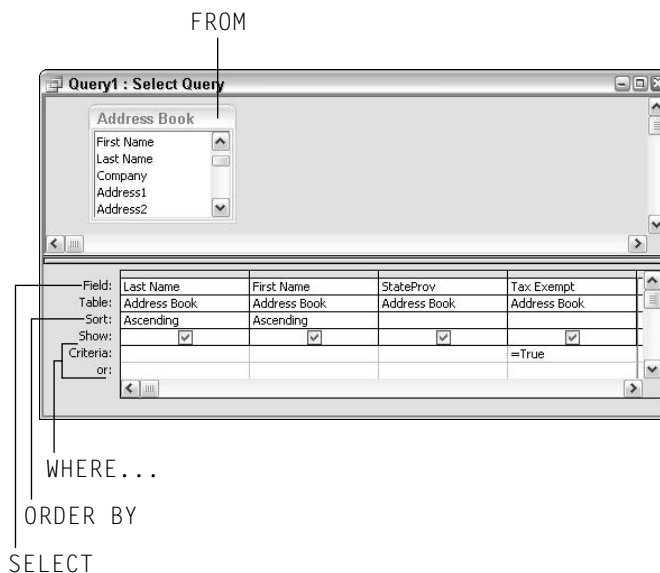 FROM
Query1 : Select Query
Address Book
First Name
Last Name
Company
Address1
Address2
Field: Last Name First Name StateProv Tax Exempt
Table: Address Book Address Book Address Book Address Book
Sort: Ascending Ascending
Show:
Criteria: =True
or:
WHERE...
ORDER BY
SELECT